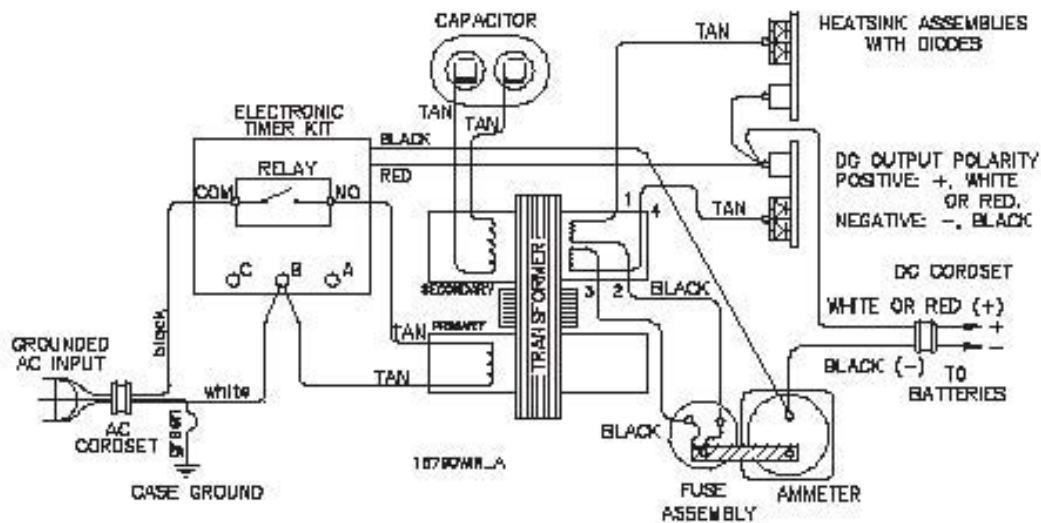 CAPACITOR
HEATSINK ASSEMBLIES
WITH DIODES
TAN
TAN
TAN
ELECTRONIC
TIMER KIT
BLACK
RED
RELAY
COM
NO
C
B
A
DC OUTPUT POLARITY
POSITIVE: +, WHITE
OR RED.
NEGATIVE: -, BLACK
1
4
TAN
SECONDARY
3
2
BLACK
TRANSFORMER
PRIMARY
DC CORDSET
WHITE OR RED (+)
+
-
BLACK (-)
TO
BATTERIES
black
TAN
GROUNDED
AC INPUT
white
TAN
AC
CORDSET
green
CASE GROUND
BLACK
FUSE
ASSEMBLY
AMMETER